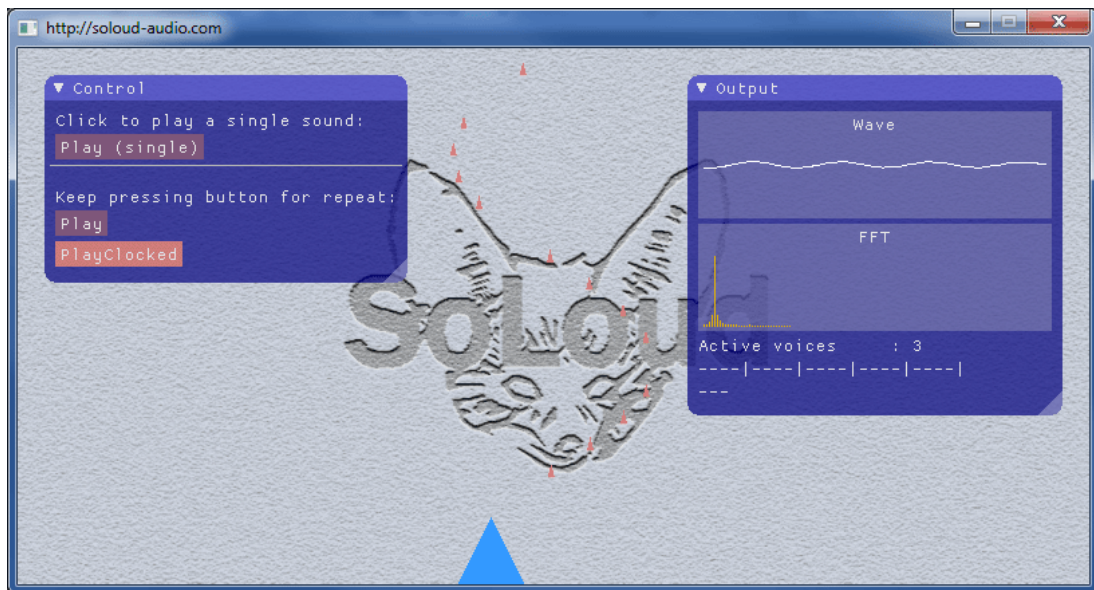 http://soloud-audio.com
Control
Click to play a single sound:
Play (single)
Keep pressing button for repeat:
Play
PlayClocked
SoLoud
Output
Wave
FFT
Active voices : 3
----|----|----|----|----|
---